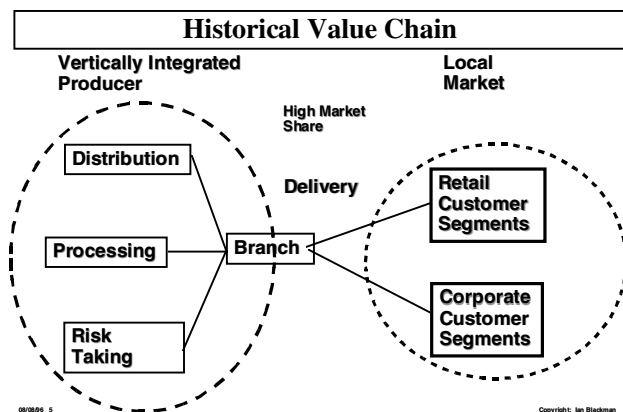 Historical Value Chain
Vertically Integrated
Producer
Local
Market
High Market
Share
Distribution
Delivery
Retail
Customer
Segments
Processing
Branch
Corporate
Customer
Segments
Risk
Taking
08/08/96 5
Copyright: Ian Blackman